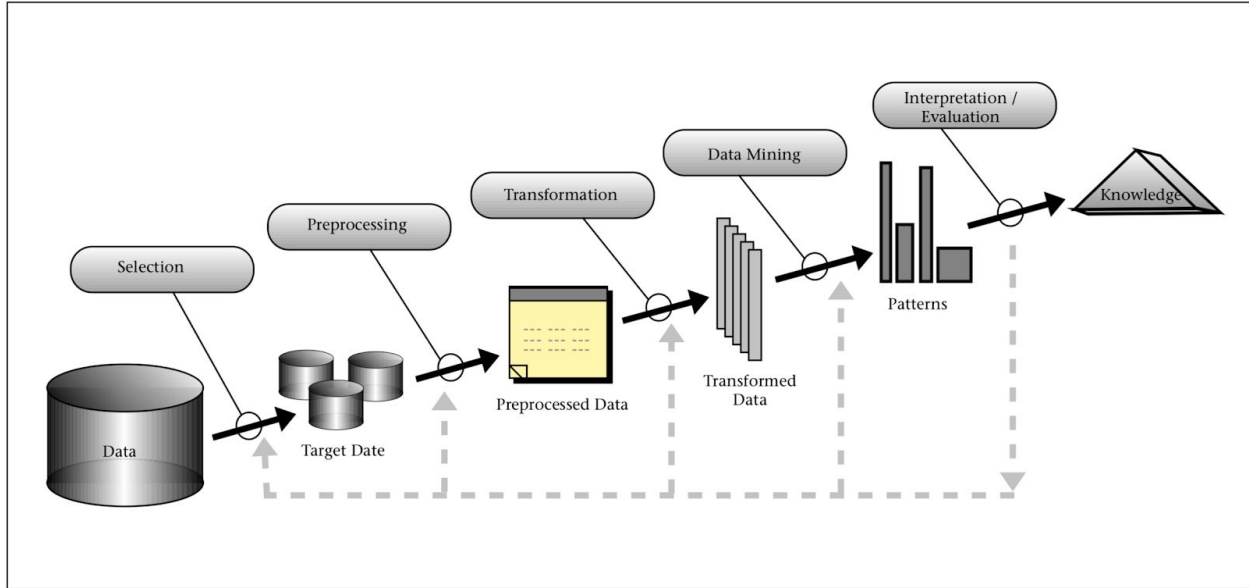 Interpretation /
Evaluation
Data Mining
Transformation
Preprocessing
Selection
Knowledge
Patterns
Transformed
Data
Preprocessed Data
Target Date
Data